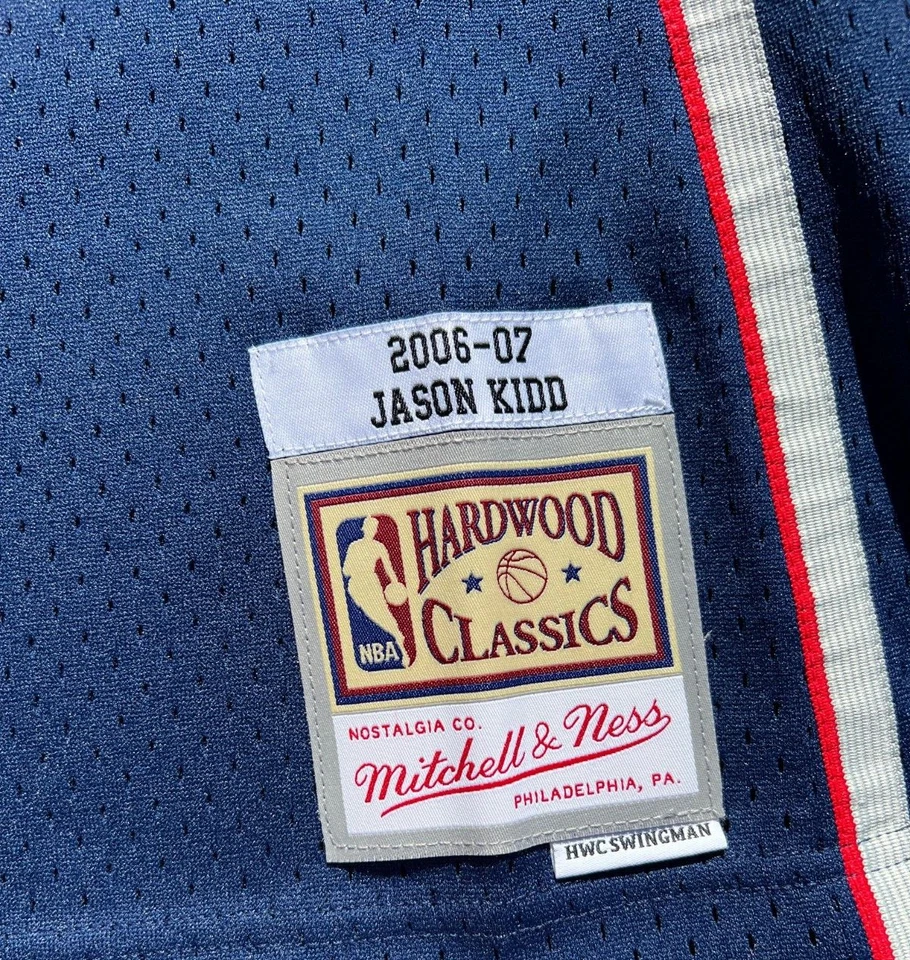 2006-07
JASON KIDD
HARDWOOD
CLASSICS
NBA
NOSTALGIA CO.
Mitchell & Ness
PHILADELPHIA, PA.
HWC SWINGMAN